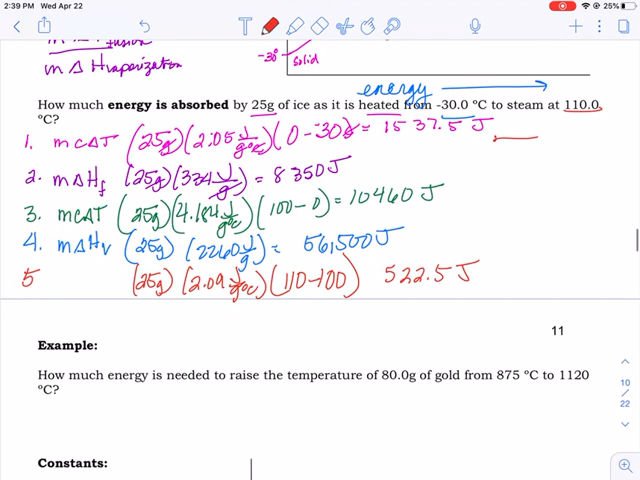 2:39 PM Wed Apr 22
25%
fusion
m Δ Hvaporization
-30°
solid
energy
How much energy is absorbed by 25g of ice as it is heated from -30.0 °C to steam at 110.0
°C?
1. mCΔT (25g)(2.05 J/g°C)(0--30) = 1537.5 J
2. mΔHf (25g)(334 J/g) = 8350J
3. mCΔT (25g)(4.184 J/g°C)(100-0) = 10460 J
4. mΔHv (25g)(2260 J/g) = 561500J
5 (25g)(2.09 J/g°C)(110-100) 522.5 J
11
Example:
How much energy is needed to raise the temperature of 80.0g of gold from 875 °C to 1120
°C?
10
/
22
Constants: